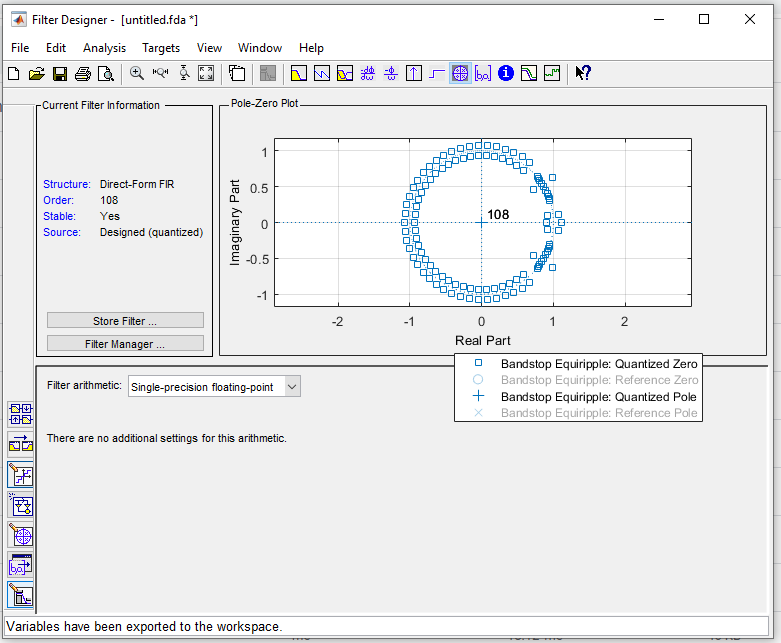 Filter Designer - [untitled.fda *]
File Edit Analysis Targets View Window Help
Current Filter Information
Structure: Direct-Form FIR
Order: 108
Stable: Yes
Source: Designed (quantized)
Store Filter ...
Filter Manager ...
Pole-Zero Plot
Imaginary Part
1
0.5
0
-0.5
-1
108
-2 -1 0 1 2
Real Part
Bandstop Equiripple: Quantized Zero
Bandstop Equiripple: Reference Zero
Bandstop Equiripple: Quantized Pole
Bandstop Equiripple: Reference Pole
Filter arithmetic: Single-precision floating-point
There are no additional settings for this arithmetic.
Variables have been exported to the workspace.